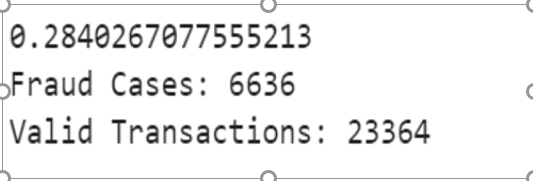 0.2840267077555213
Fraud Cases: 6636
Valid Transactions: 23364